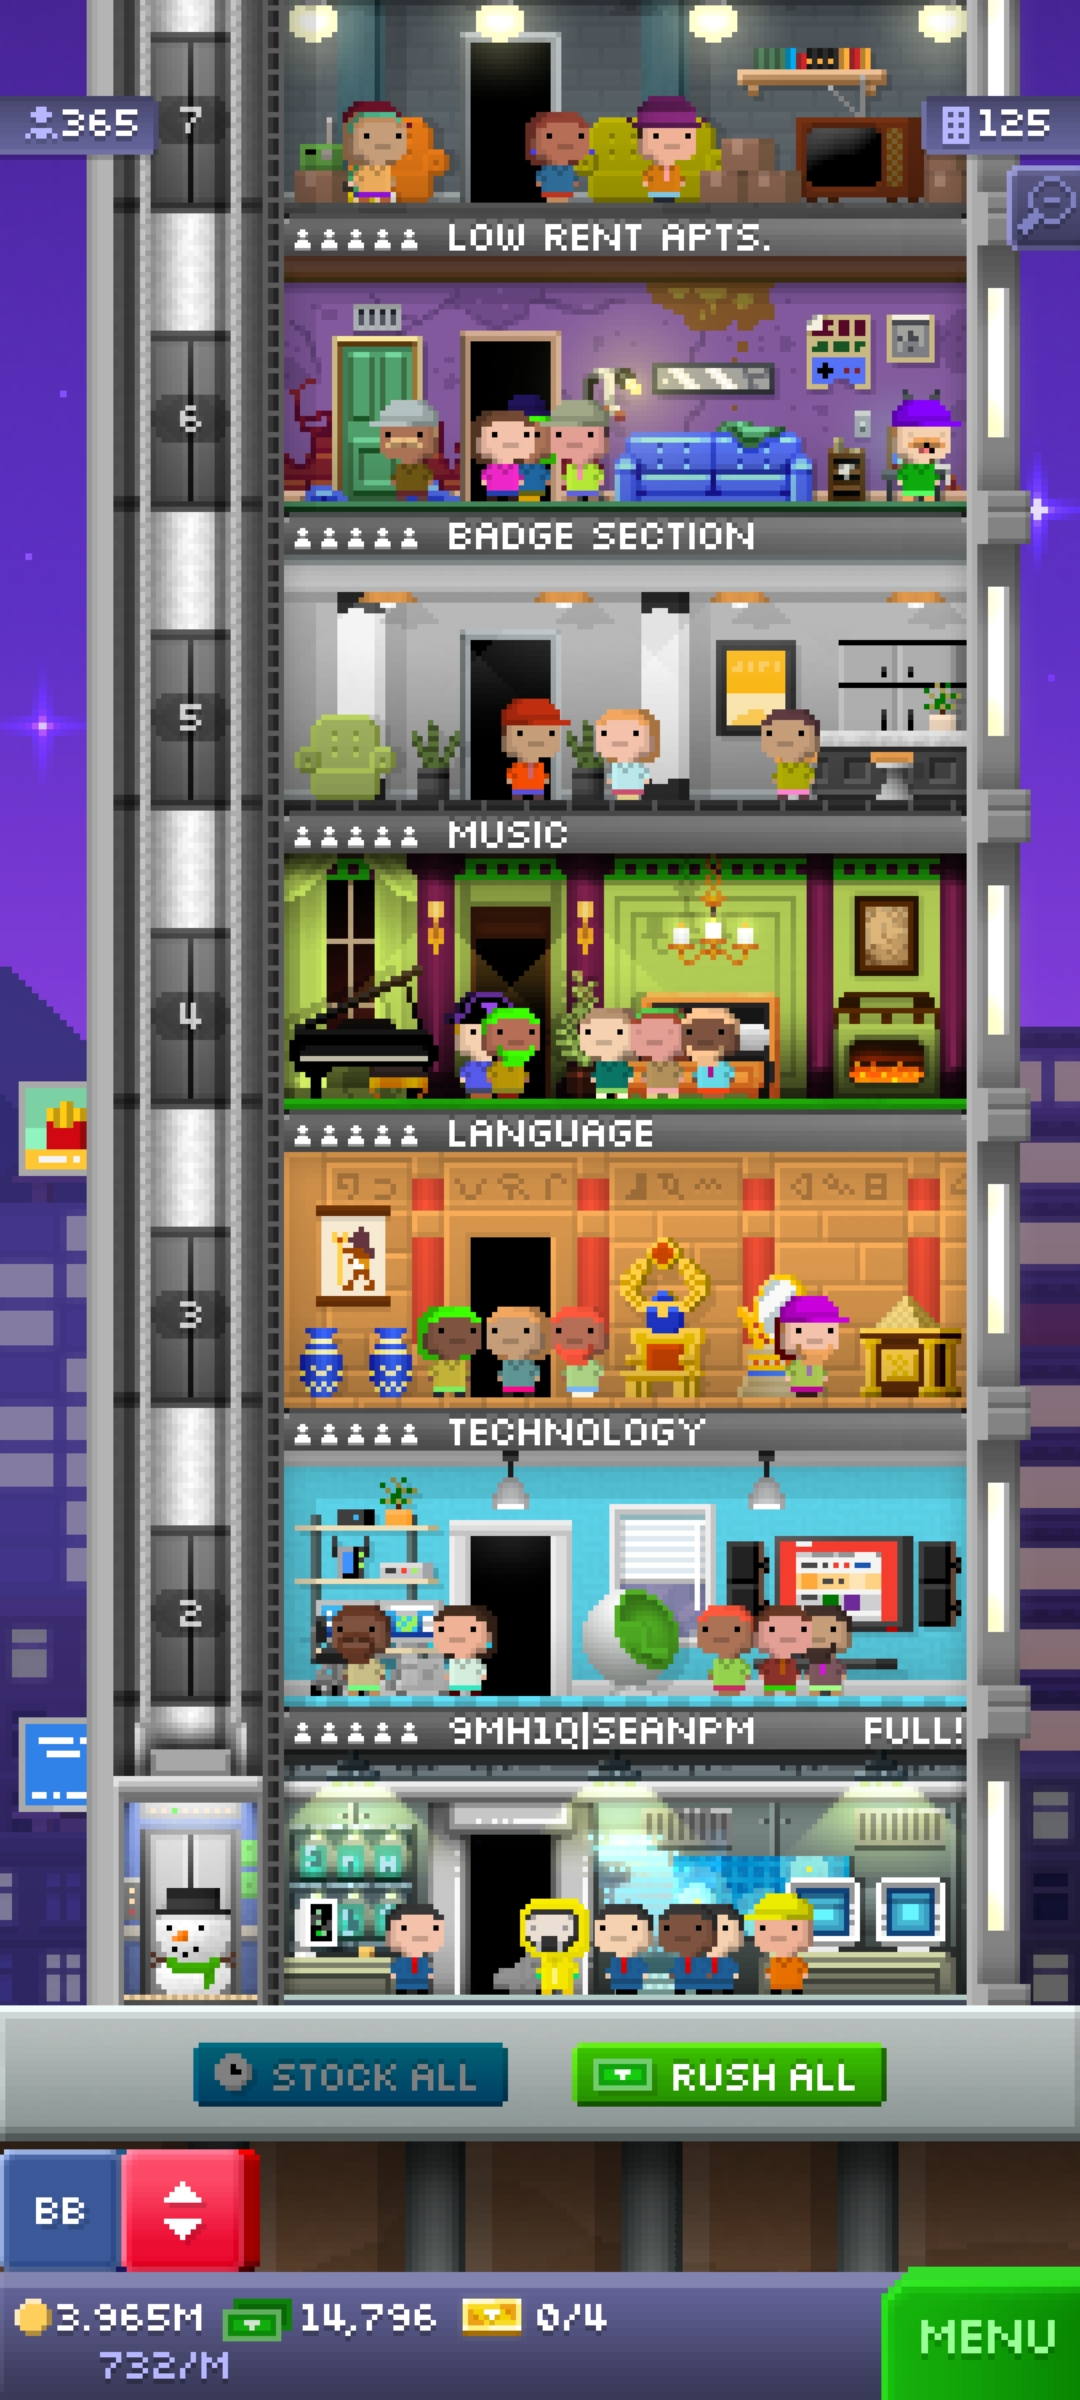 365
125
7
LOW RENT APTS.
6
BADGE SECTION
5
MUSIC
4
LANGUAGE
3
TECHNOLOGY
2
9MH1Q|SEANPM FULL!
STOCK ALL
RUSH ALL
BB
3.965M 14,796 0/4
732/M
MENU